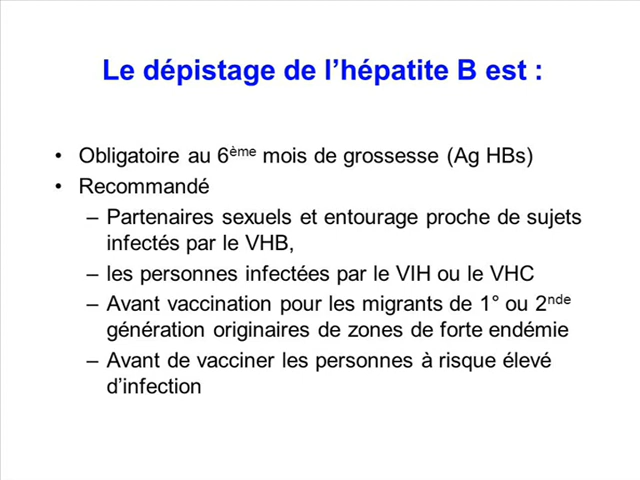 Le dépistage de l’hépatite B est :
• Obligatoire au 6ème mois de grossesse (Ag HBs)
• Recommandé
– Partenaires sexuels et entourage proche de sujets
infectés par le VHB,
– les personnes infectées par le VIH ou le VHC
– Avant vaccination pour les migrants de 1° ou 2nde
génération originaires de zones de forte endémie
– Avant de vacciner les personnes à risque élevé
d’infection